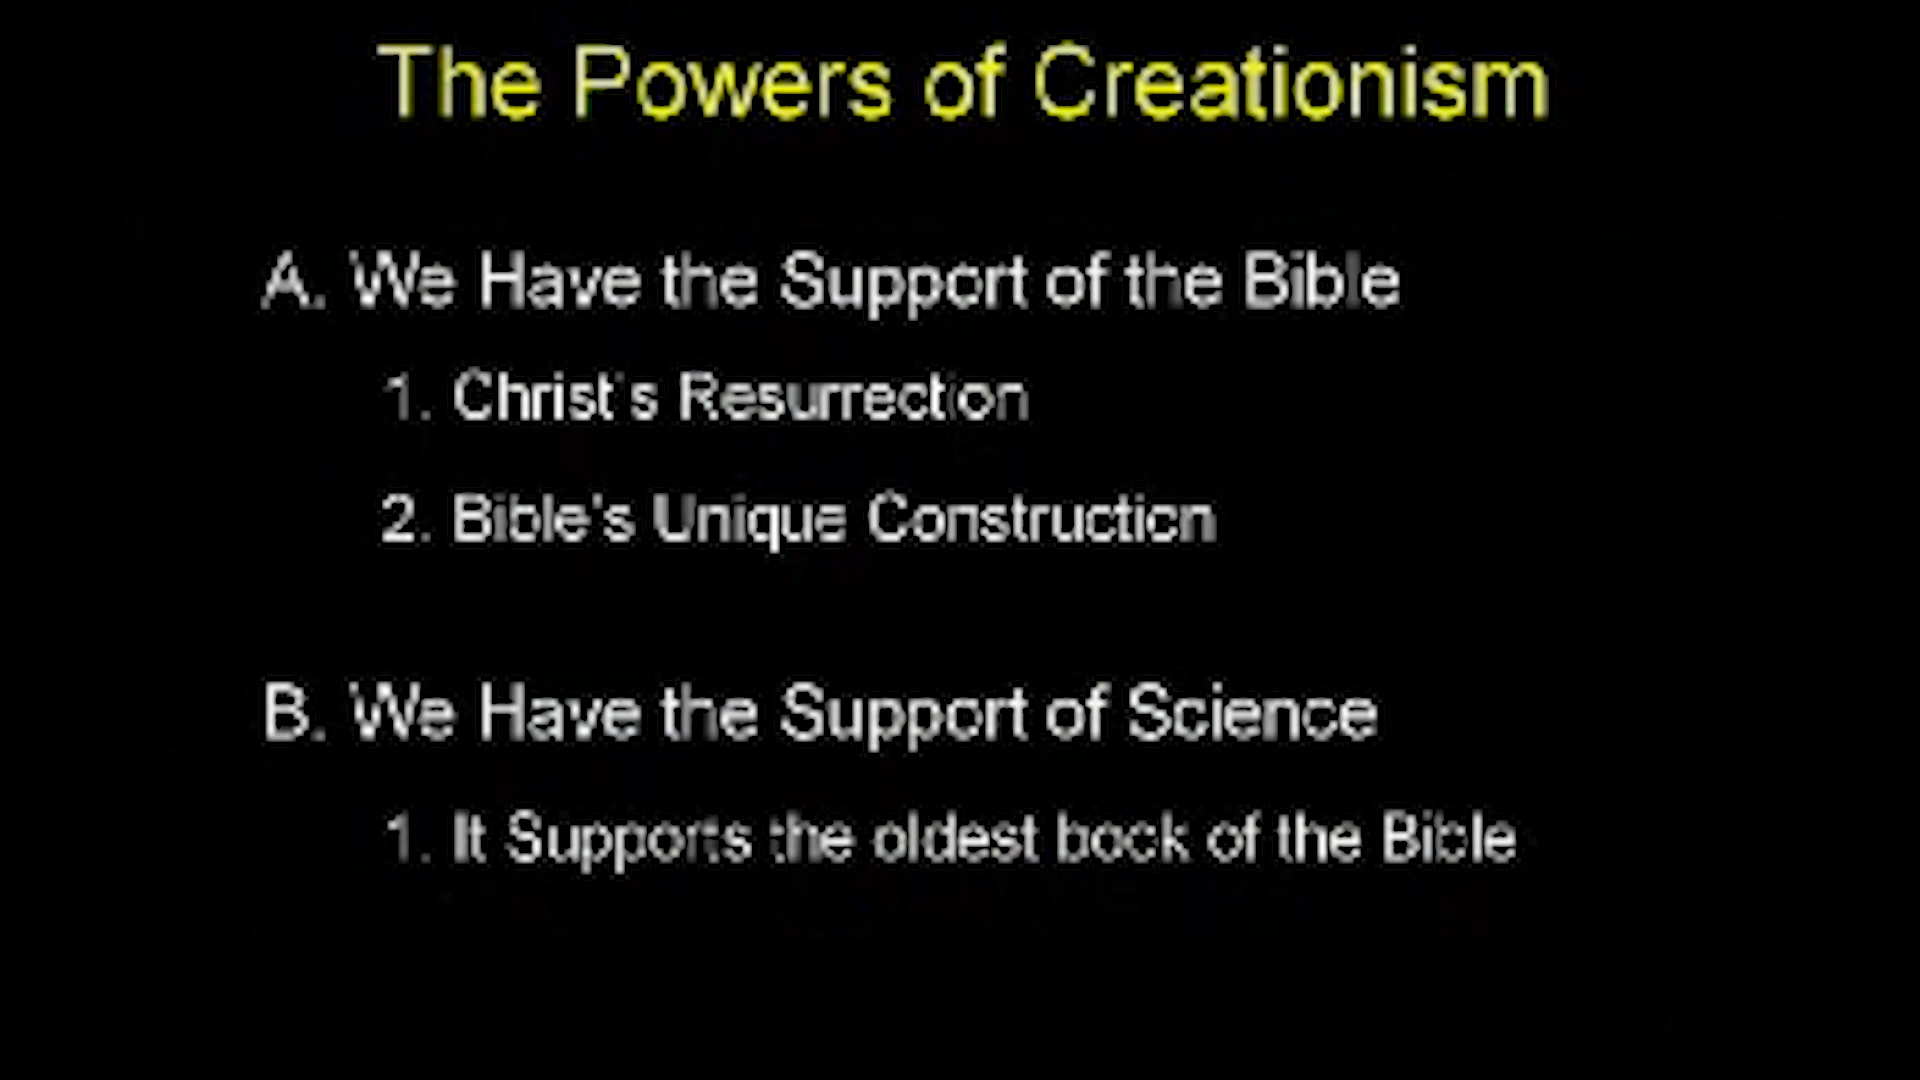 The Powers of Creationism
A. We Have the Support of the Bible
1. Christ's Resurrection
2. Bible's Unique Construction
B. We Have the Support of Science
1. It Supports the oldest book of the Bible